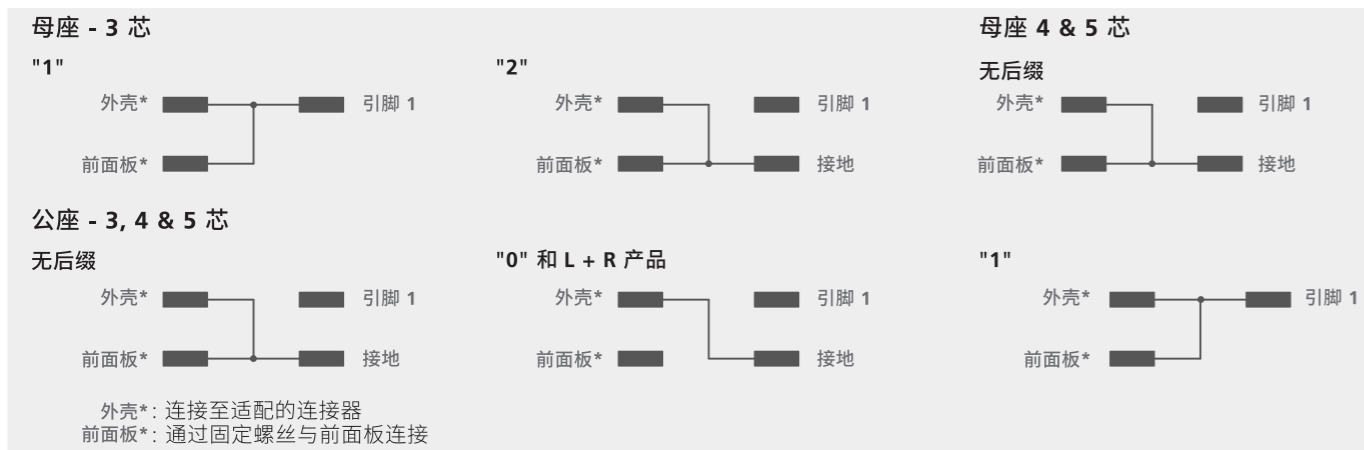 母座 - 3 芯
母座 4 & 5 芯
"1"
"2"
无后缀
外壳* 引脚 1
外壳* 引脚 1
外壳* 引脚 1
前面板*
前面板* 接地
前面板* 接地
公座 - 3, 4 & 5 芯
无后缀
"0" 和 L + R 产品
"1"
外壳* 引脚 1
外壳* 引脚 1
外壳* 引脚 1
前面板* 接地
前面板* 接地
前面板*
外壳*: 连接至适配的连接器
前面板*: 通过固定螺丝与前面板连接